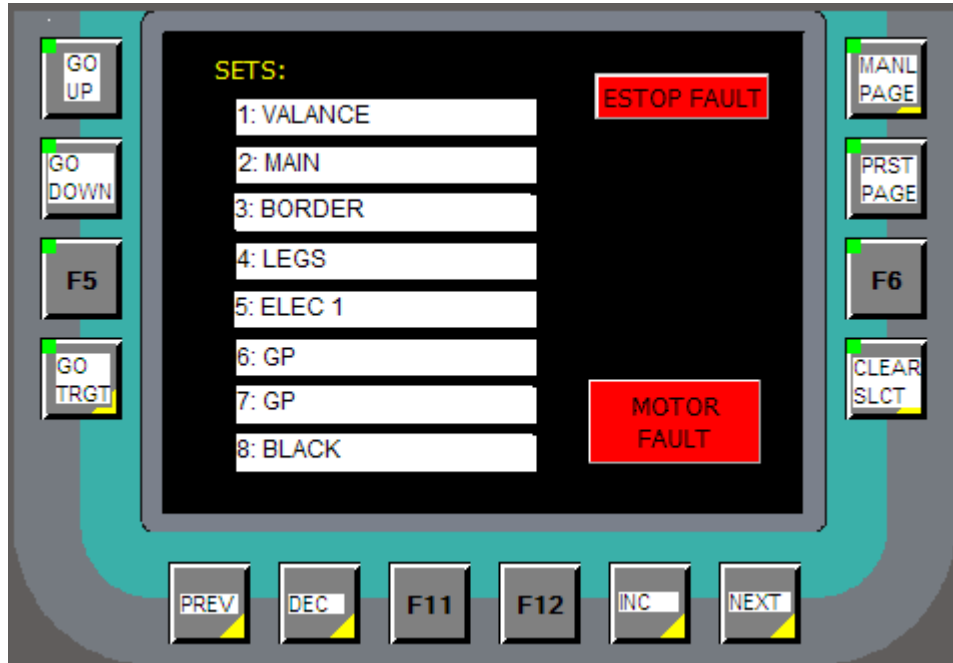 GO
UP
GO
DOWN
F5
GO
TRGT
SETS:
1: VALANCE
2: MAIN
3: BORDER
4: LEGS
5: ELEC 1
6: GP
7: GP
8: BLACK
ESTOP FAULT
MOTOR
FAULT
MANL
PAGE
PRST
PAGE
F6
CLEAR
SLCT
PREV
DEC
F11
F12
INC
NEXT